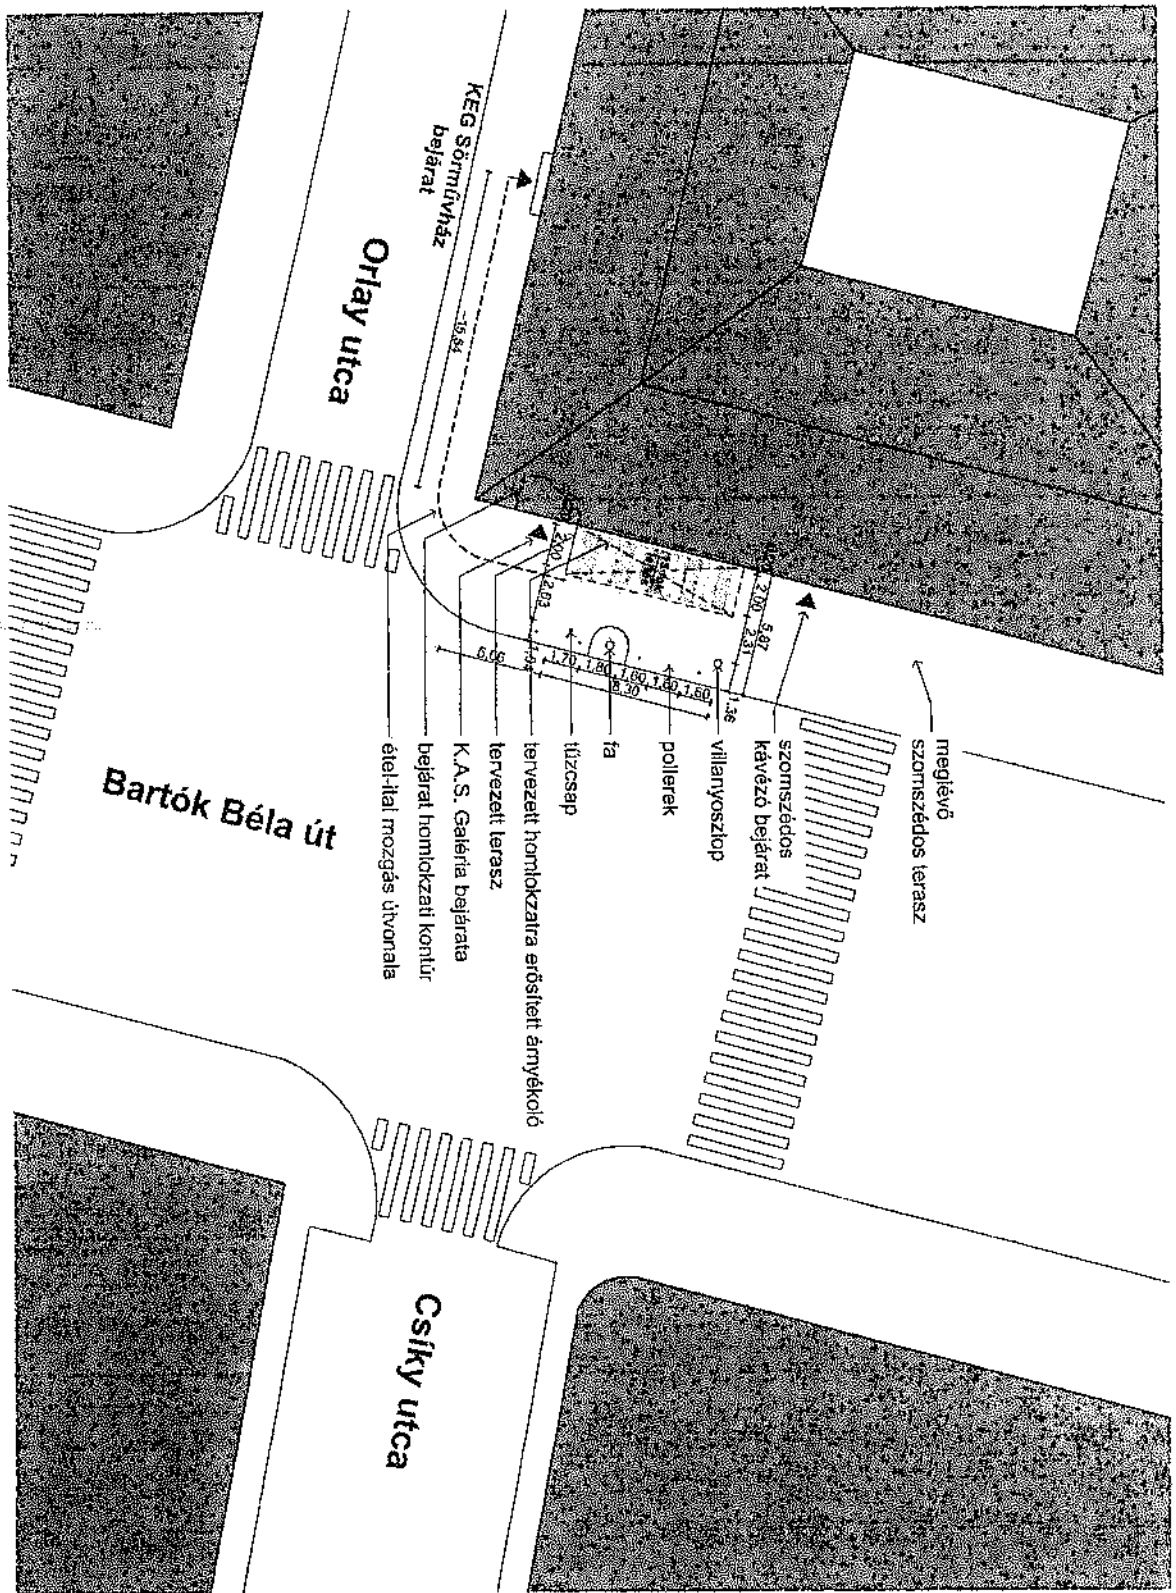 KEG Sörművház
bejárat
Orlay utca
~15,84
Bartók Béla út
Csíky utca
meglévő
szomszédos terasz
szomszédos
kávézó bejárat
villanyoszlop
pollerek
fa
tűzcsap
tervezett homlokzatra erősített árnyékoló
tervezett terasz
K.A.S. Galéria bejárata
bejárat homlokzati kontúr
étel-ital mozgás útvonala
2,00
2,03
2,00
2,31
5,87
1,36
6,06
1,70
1,80
1,60
1,60
1,60
8,30